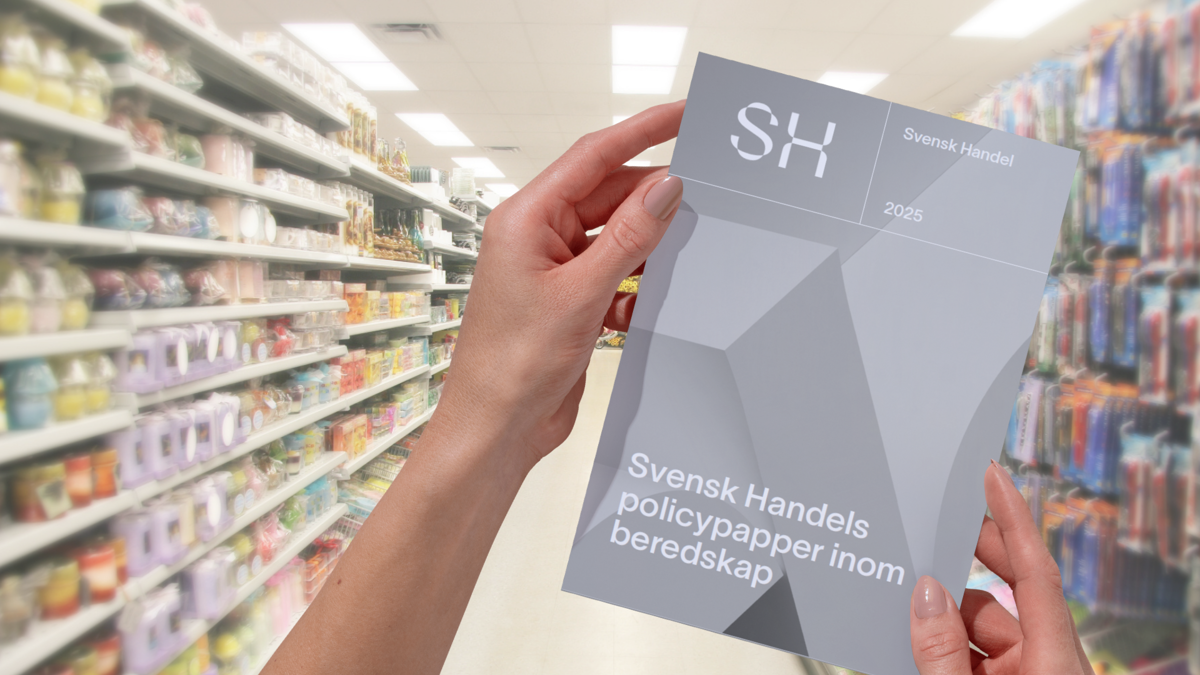 SH
Svensk Handel
2025
Svensk Handels
policypapper inom
beredskap